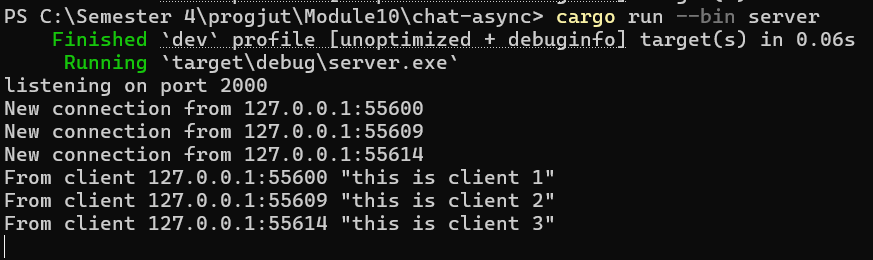 PS C:\Semester 4\progjut\Module10\chat-async> cargo run --bin server
Finished `dev` profile [unoptimized + debuginfo] target(s) in 0.06s
Running `target\debug\server.exe`
listening on port 2000
New connection from 127.0.0.1:55600
New connection from 127.0.0.1:55609
New connection from 127.0.0.1:55614
From client 127.0.0.1:55600 "this is client 1"
From client 127.0.0.1:55609 "this is client 2"
From client 127.0.0.1:55614 "this is client 3"